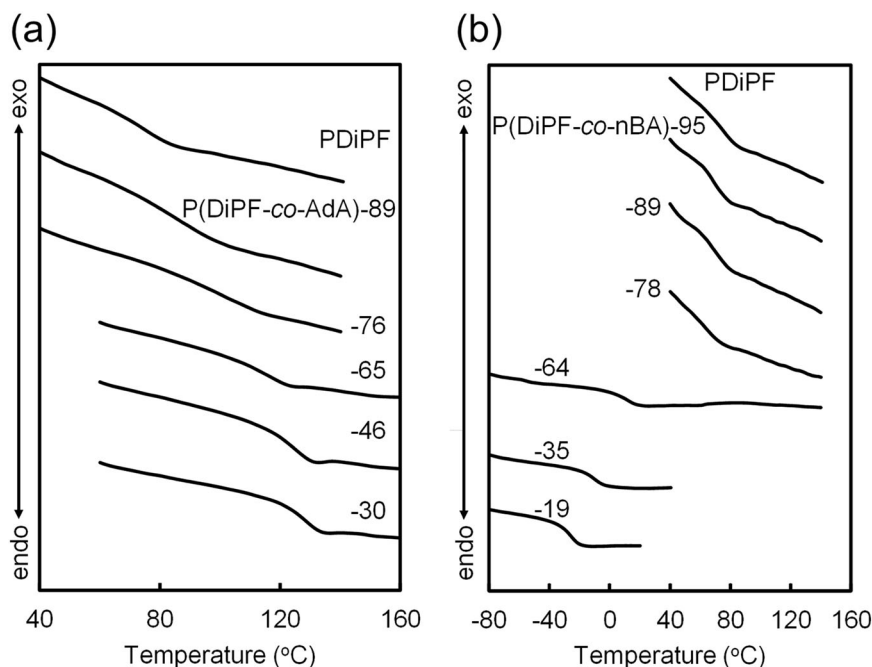 (a)
exo
endo
PDiPF
P(DiPF-co-AdA)-89
-76
-65
-46
-30
40 80 120 160
Temperature (°C)
(b)
exo
endo
PDiPF
P(DiPF-co-nBA)-95
-89
-78
-64
-35
-19
-80 -40 0 40 80 120 160
Temperature (°C)